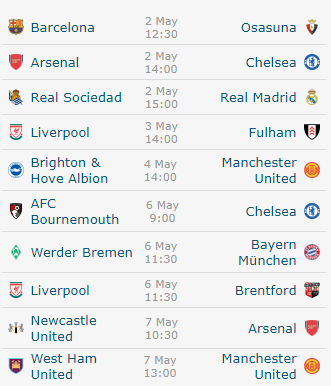 Barcelona 2 May 12:30 Osasuna
Arsenal 2 May 14:00 Chelsea
Real Sociedad 2 May 15:00 Real Madrid
Liverpool 3 May 14:00 Fulham
Brighton & Hove Albion 4 May 14:00 Manchester United
AFC Bournemouth 6 May 9:00 Chelsea
Werder Bremen 6 May 11:30 Bayern München
Liverpool 6 May 11:30 Brentford
Newcastle United 7 May 10:30 Arsenal
West Ham United 7 May 13:00 Manchester United